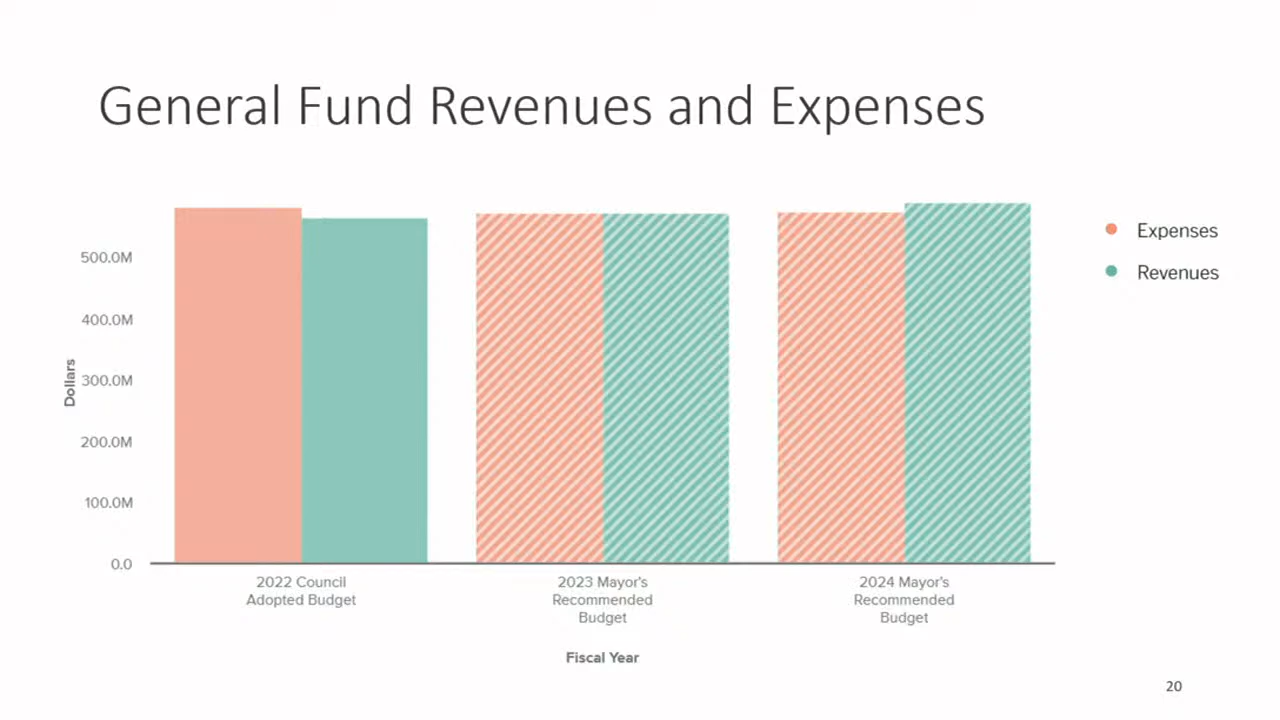 General Fund Revenues and Expenses
Expenses
Revenues
500.0M
400.0M
300.0M
200.0M
100.0M
0.0
Dollars
2022 Council
Adopted Budget
2023 Mayor's
Recommended
Budget
2024 Mayor's
Recommended
Budget
Fiscal Year
20